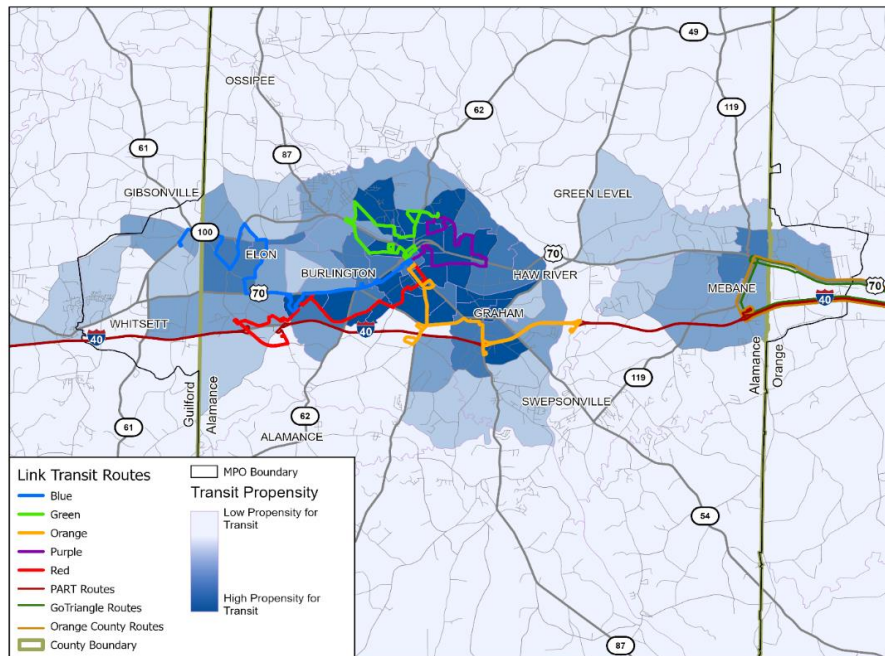 49
OSSIPEE
62
119
61
87
GIBSONVILLE
GREEN LEVEL
100
ELON
70
BURLINGTON
HAW RIVER
70
MEBANE
70
40
WHITSETT
GRAHAM
40
40
Guilford
Alamance
Alamance
Orange
119
SWEPSONVILLE
61
62
ALAMANCE
54
87
Link Transit Routes
Blue
Green
Orange
Purple
Red
PART Routes
GoTriangle Routes
Orange County Routes
County Boundary
MPO Boundary
Transit Propensity
Low Propensity for
Transit
High Propensity for
Transit